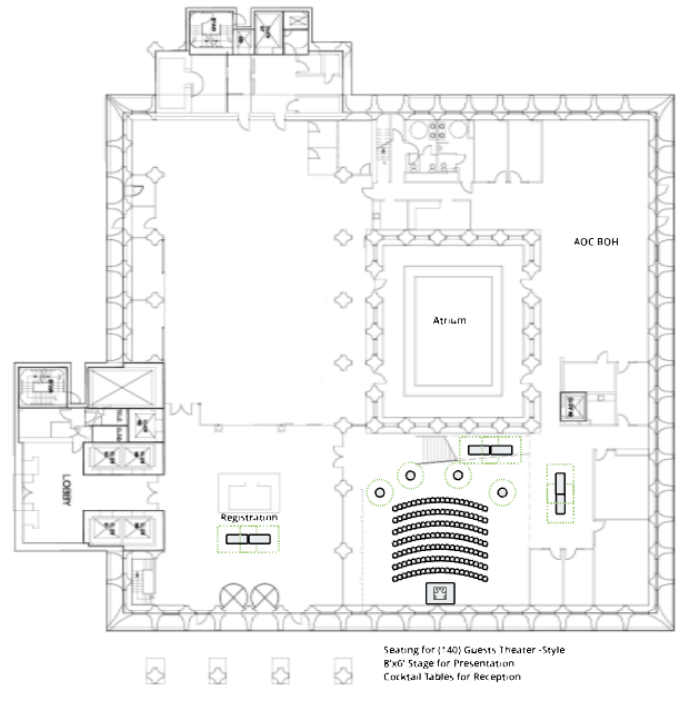 AOC BOH
Atrium
LOBBY
Registration
Seating for (140) Guests Theater -Style
8'x6' Stage for Presentation
Cocktail Tables for Reception